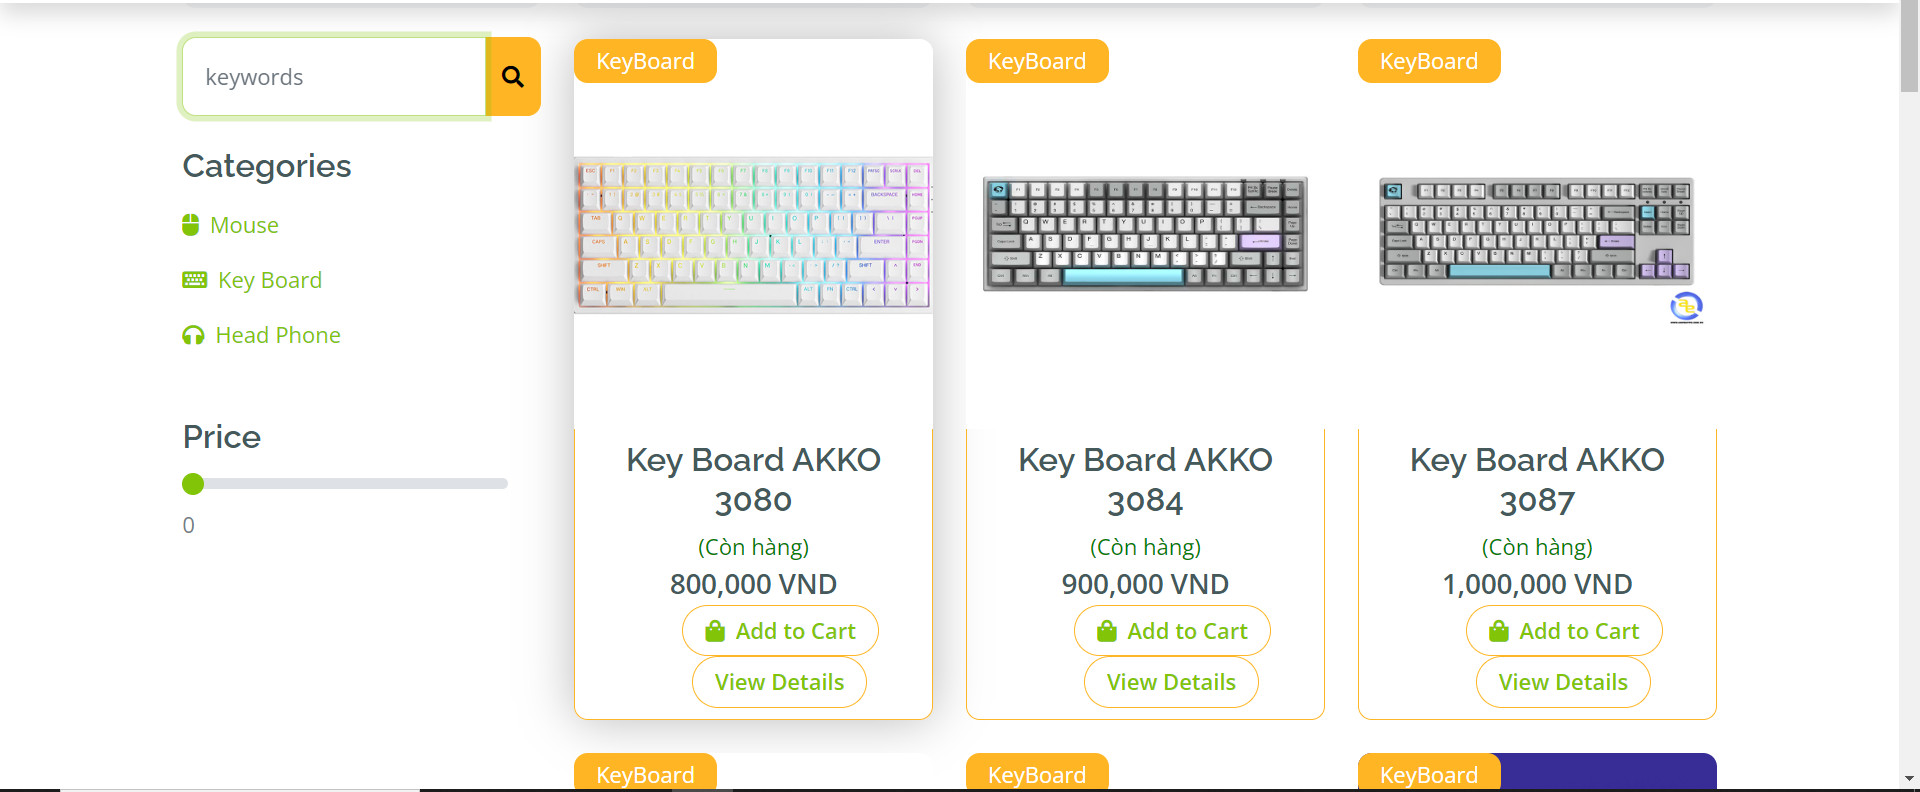 keywords
Categories
Mouse
Key Board
Head Phone
Price
0
KeyBoard
Key Board AKKO
3080
(Còn hàng)
800,000 VND
Add to Cart
View Details
KeyBoard
Key Board AKKO
3084
(Còn hàng)
900,000 VND
Add to Cart
View Details
KeyBoard
Key Board AKKO
3087
(Còn hàng)
1,000,000 VND
Add to Cart
View Details
KeyBoard
KeyBoard
KeyBoard